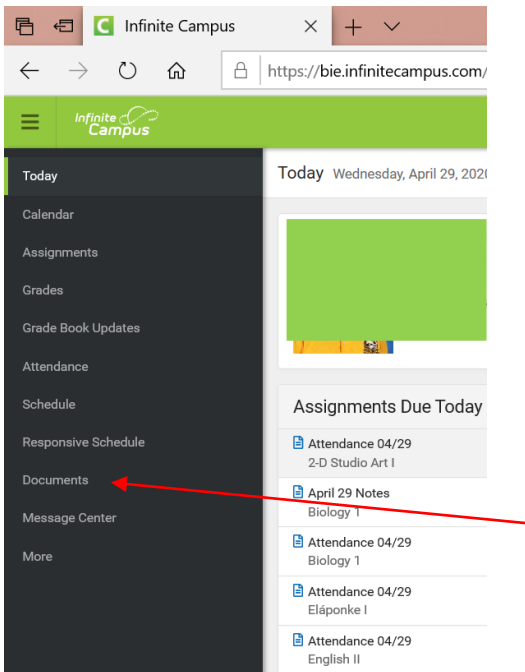 Infinite Campus
https://bie.infinitecampus.com/
Infinite
Campus
Today
Calendar
Assignments
Grades
Grade Book Updates
Attendance
Schedule
Responsive Schedule
Documents
Message Center
More
Today Wednesday, April 29, 2020
Assignments Due Today
Attendance 04/29
2-D Studio Art I
April 29 Notes
Biology 1
Attendance 04/29
Biology 1
Attendance 04/29
Eláponke I
Attendance 04/29
English II